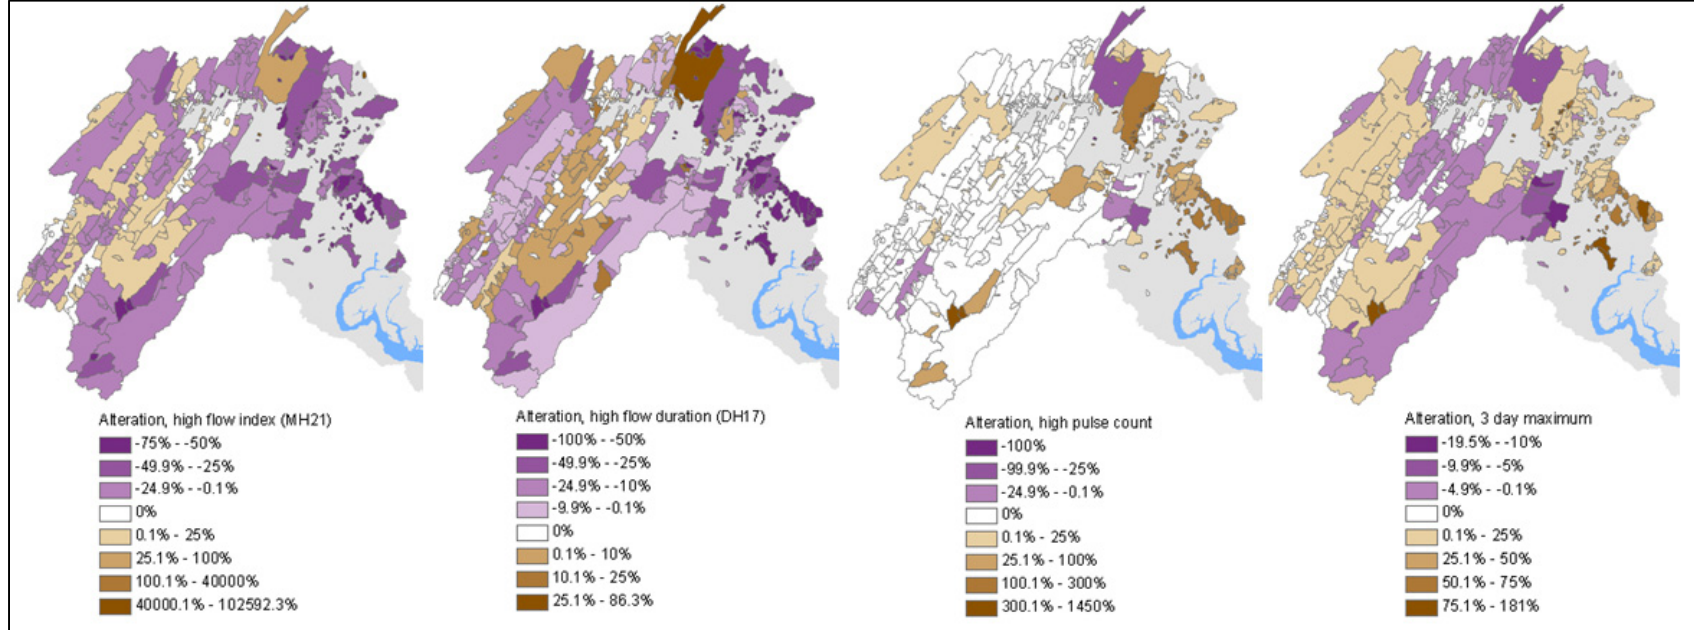 Alteration, high flow index (MH21)
-75% - -50%
-49.9% - -25%
-24.9% - -0.1%
0%
0.1% - 25%
25.1% - 100%
100.1% - 40000%
40000.1% - 102592.3%
Alteration, high flow duration (DH17)
-100% - -50%
-49.9% - -25%
-24.9% - -10%
-9.9% - -0.1%
0%
0.1% - 10%
10.1% - 25%
25.1% - 86.3%
Alteration, high pulse count
-100%
-99.9% - -25%
-24.9% - -0.1%
0%
0.1% - 25%
25.1% - 100%
100.1% - 300%
300.1% - 1450%
Alteration, 3 day maximum
-19.5% - -10%
-9.9% - -5%
-4.9% - -0.1%
0%
0.1% - 25%
25.1% - 50%
50.1% - 75%
75.1% - 181%